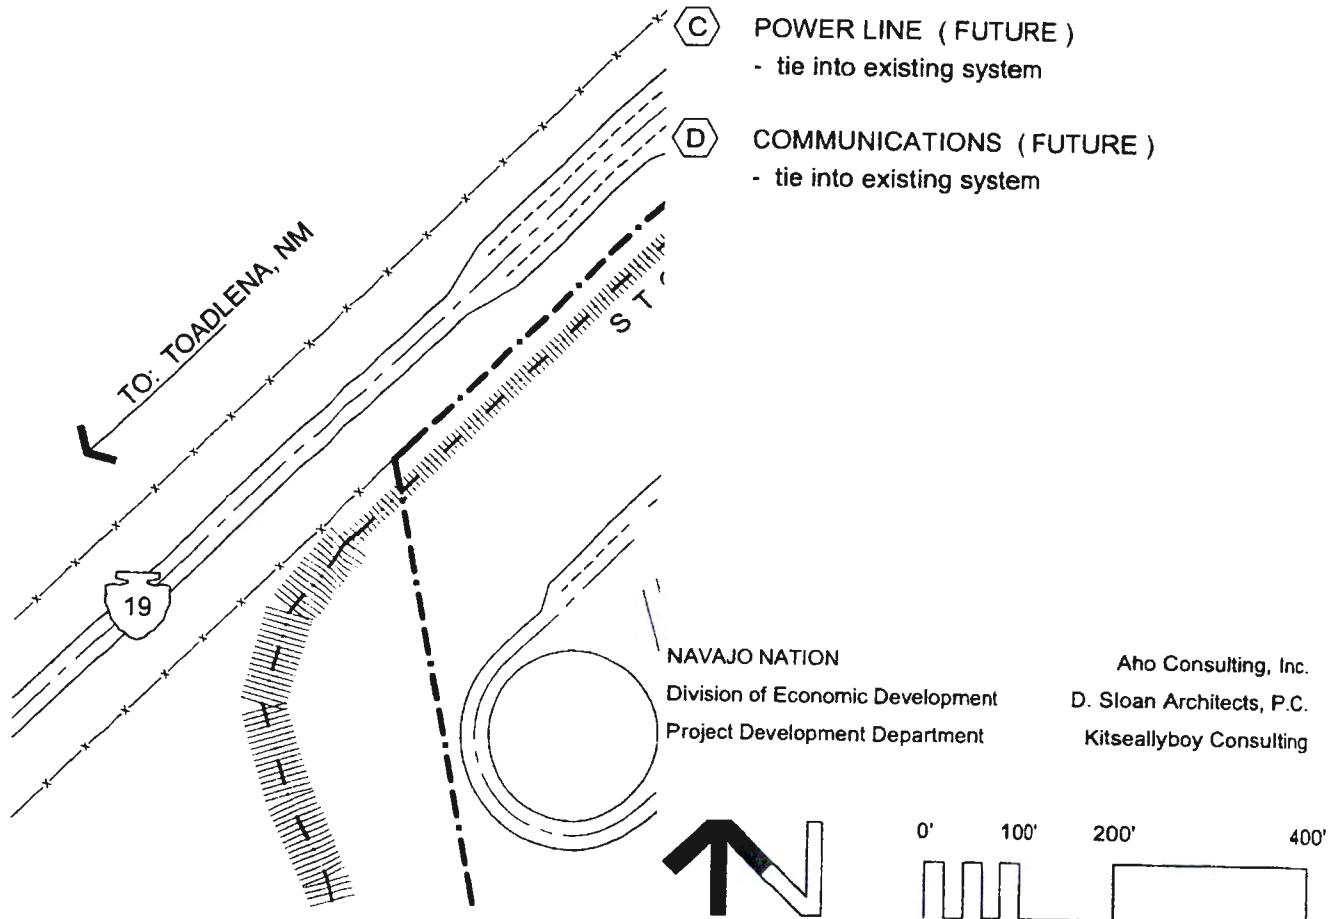 C POWER LINE ( FUTURE )
- tie into existing system
D COMMUNICATIONS ( FUTURE )
- tie into existing system
TO: TOADLENA, NM
19
NAVAJO NATION
Division of Economic Development
Project Development Department
Aho Consulting, Inc.
D. Sloan Architects, P.C.
Kitseallyboy Consulting
N
0' 100' 200' 400'